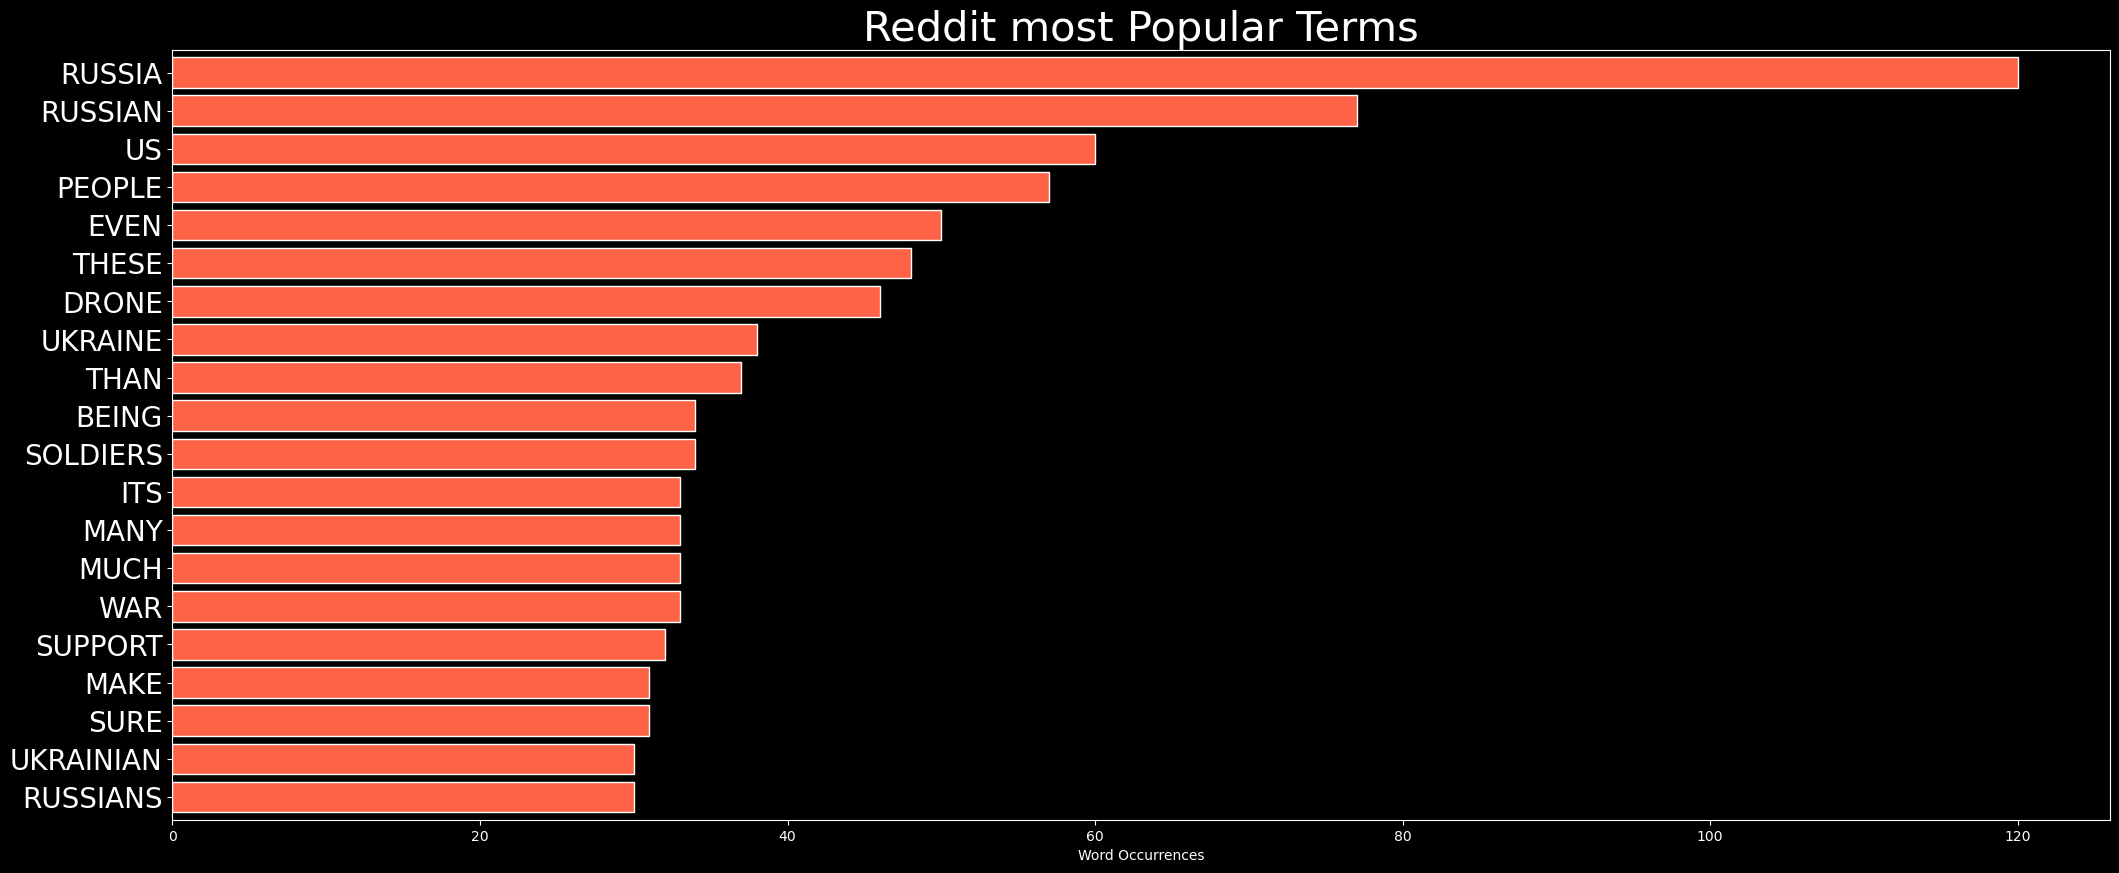 Reddit most Popular Terms
RUSSIA
RUSSIAN
US
PEOPLE
EVEN
THESE
DRONE
UKRAINE
THAN
BEING
SOLDIERS
ITS
MANY
MUCH
WAR
SUPPORT
MAKE
SURE
UKRAINIAN
RUSSIANS
0 20 40 60 80 100 120
Word Occurrences